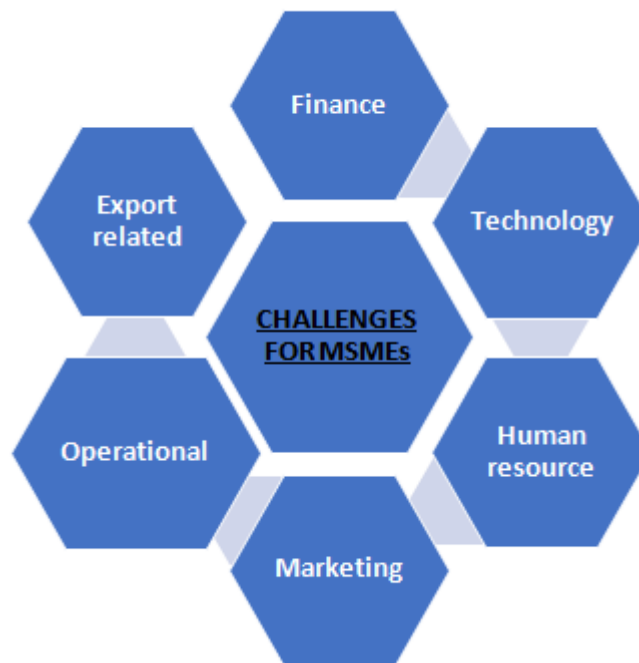 Finance
Technology
Human
resource
Marketing
Operational
Export
related
CHALLENGES
FOR MSMEs